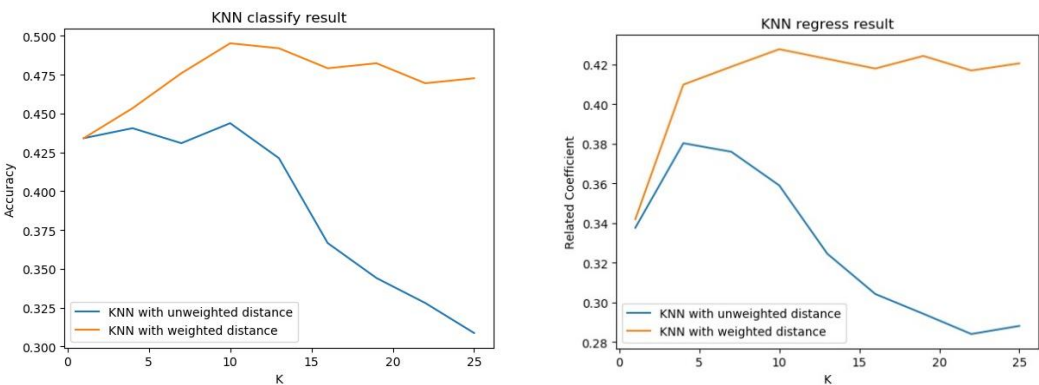 KNN classify result
0.500
0.475
0.450
0.425
0.400
0.375
0.350
0.325
0.300
Accuracy
KNN with unweighted distance
KNN with weighted distance
0 5 10 15 20 25
K
KNN regress result
0.42
0.40
0.38
0.36
0.34
0.32
0.30
0.28
Related Coefficient
KNN with unweighted distance
KNN with weighted distance
0 5 10 15 20 25
K